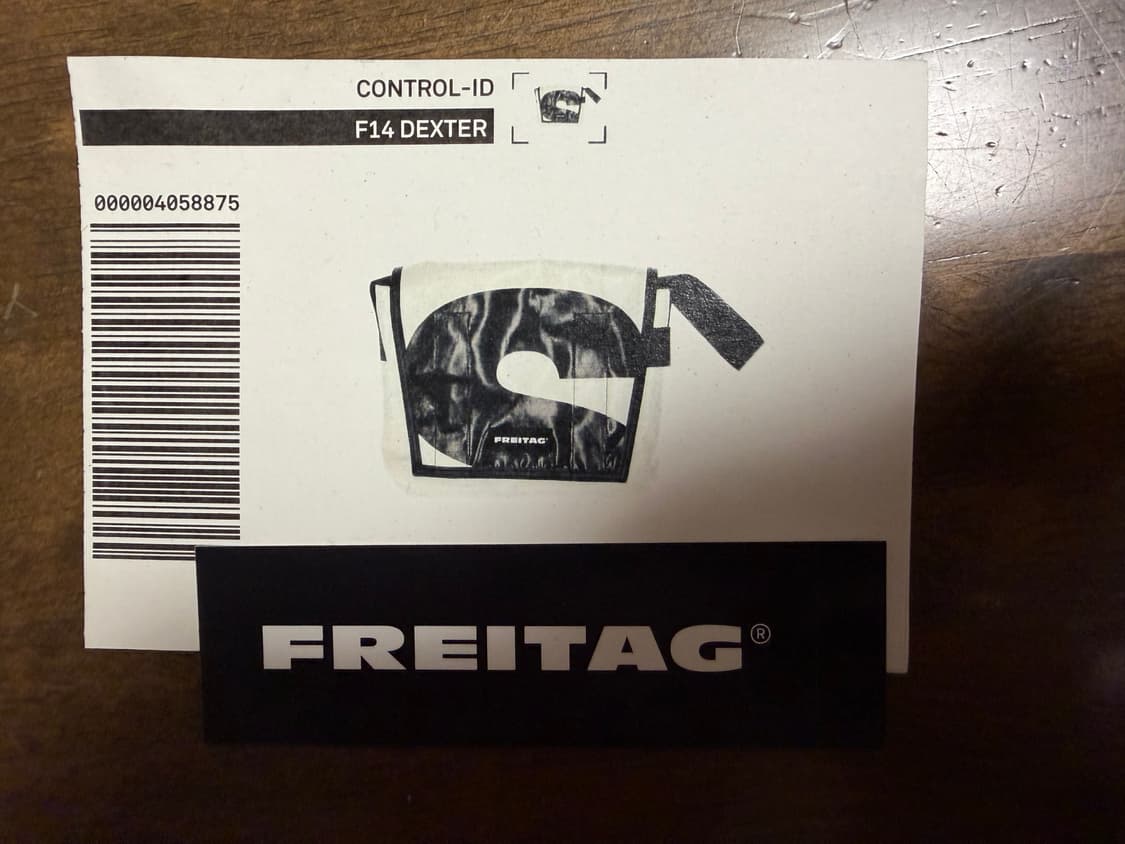 CONTROL-ID
F14 DEXTER
000004058875
FREITAG
FREITAG®